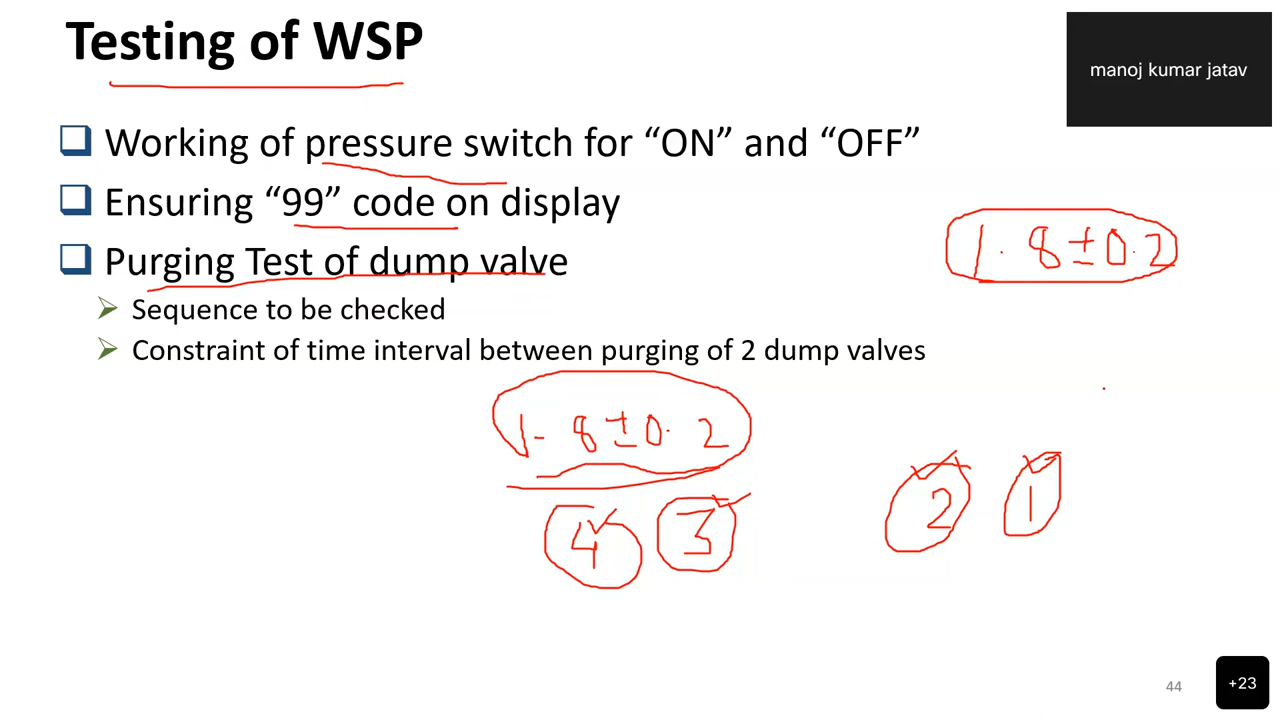 Testing of WSP
manoj kumar jatav
❑ Working of pressure switch for “ON” and “OFF”
❑ Ensuring “99” code on display
1.8±0.2
❑ Purging Test of dump valve
➢ Sequence to be checked
➢ Constraint of time interval between purging of 2 dump valves
1.8±0.2
4 3 2 1
44
+23